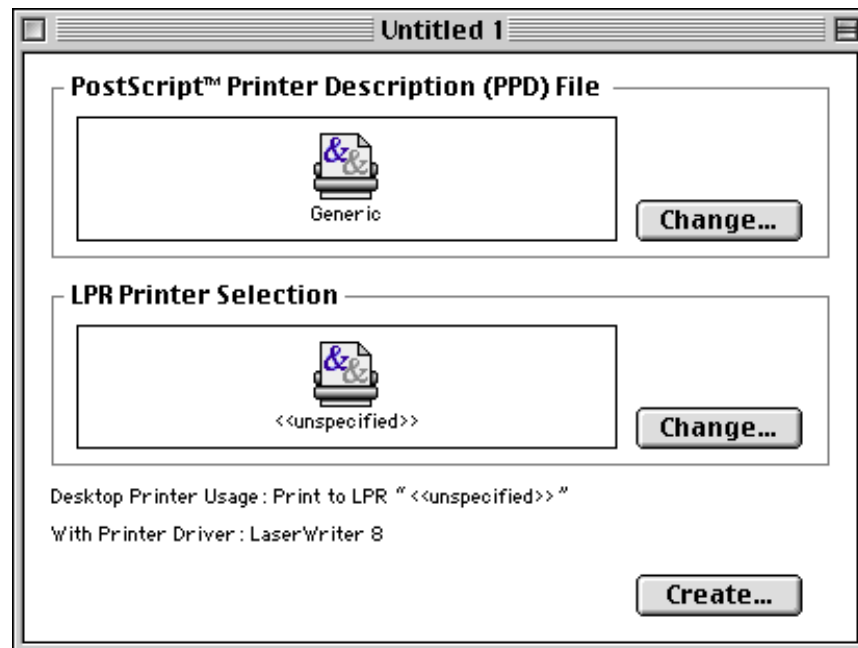 Untitled 1
PostScript™ Printer Description (PPD) File
Generic
Change...
LPR Printer Selection
<<unspecified>>
Change...
Desktop Printer Usage: Print to LPR “<<unspecified>>”
With Printer Driver: LaserWriter 8
Create...